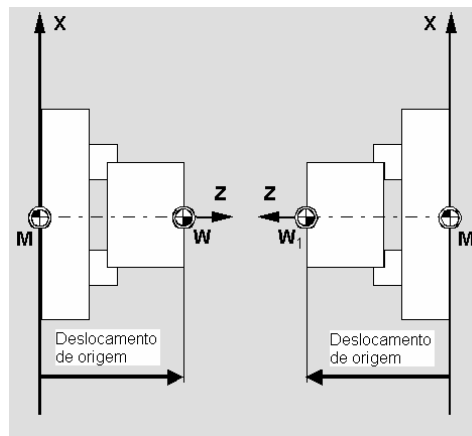 X
X
Z
Z
M
W
W1
M
Deslocamento
de origem
Deslocamento
de origem